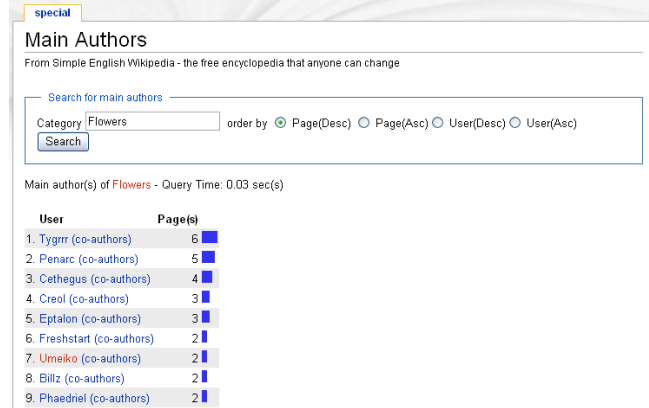 special
Main Authors
From Simple English Wikipedia - the free encyclopedia that anyone can change
Search for main authors
Category Flowers order by Page(Desc) Page(Asc) User(Desc) User(Asc)
Search
Main author(s) of Flowers - Query Time: 0.03 sec(s)
User Page(s)
1. Tygrrr (co-authors) 6
2. Penarc (co-authors) 5
3. Cethegus (co-authors) 4
4. Creol (co-authors) 3
5. Eptalon (co-authors) 3
6. Freshstart (co-authors) 2
7. Umeiko (co-authors) 2
8. Billz (co-authors) 2
9. Phaedriel (co-authors) 2